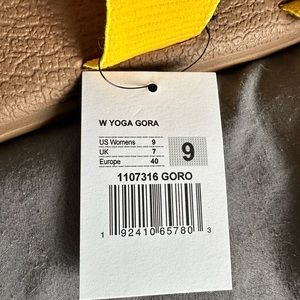 W YOGA GORA
US Womens 9
UK 7
Europe 40
9
1107316 GORO
1 92410 65780 3